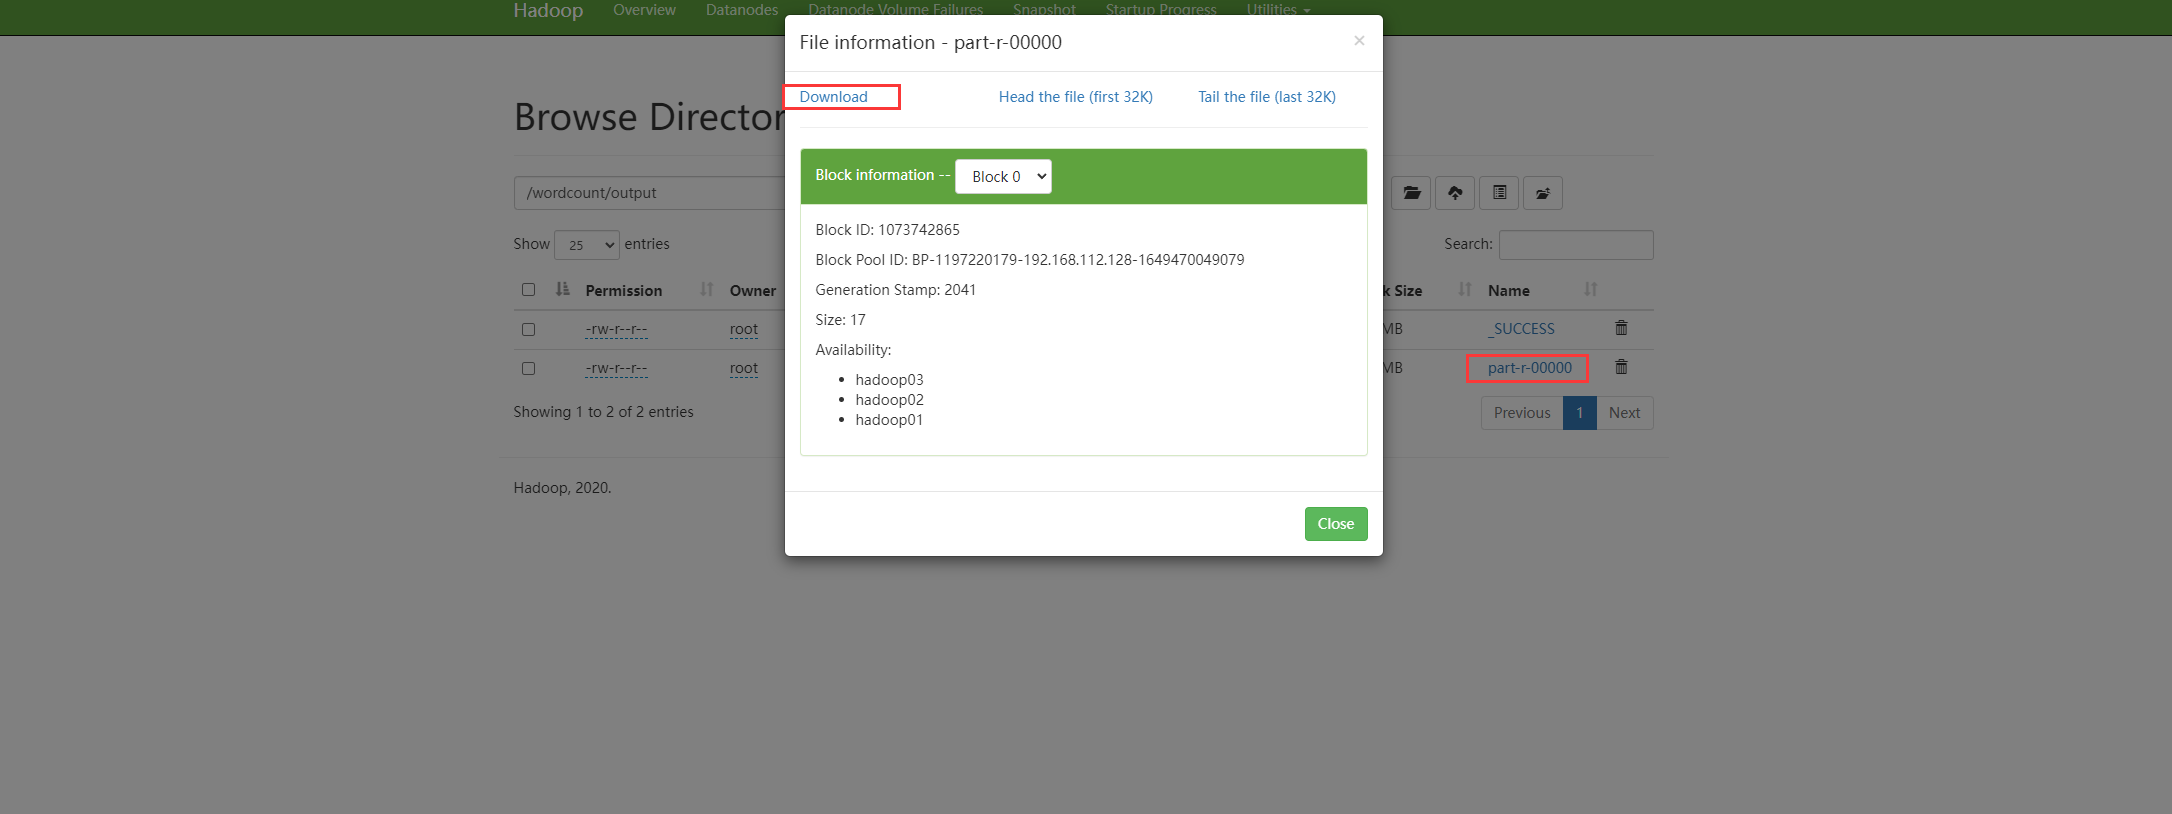 Hadoop Overview Datanodes Datanode Volume Failures Snapshot Startup Progress Utilities
File information - part-r-00000 ×
Download Head the file (first 32K) Tail the file (last 32K)
Browse Director
Block information -- Block 0
/wordcount/output
Block ID: 1073742865
Show 25 entries Search:
Block Pool ID: BP-1197220179-192.168.112.128-1649470049079
Permission Owner k Size Name
Generation Stamp: 2041
Size: 17
-rw-r--r-- root MB _SUCCESS
Availability:
-rw-r--r-- root MB part-r-00000
hadoop03
hadoop02
hadoop01
Showing 1 to 2 of 2 entries Previous 1 Next
Hadoop, 2020.
Close